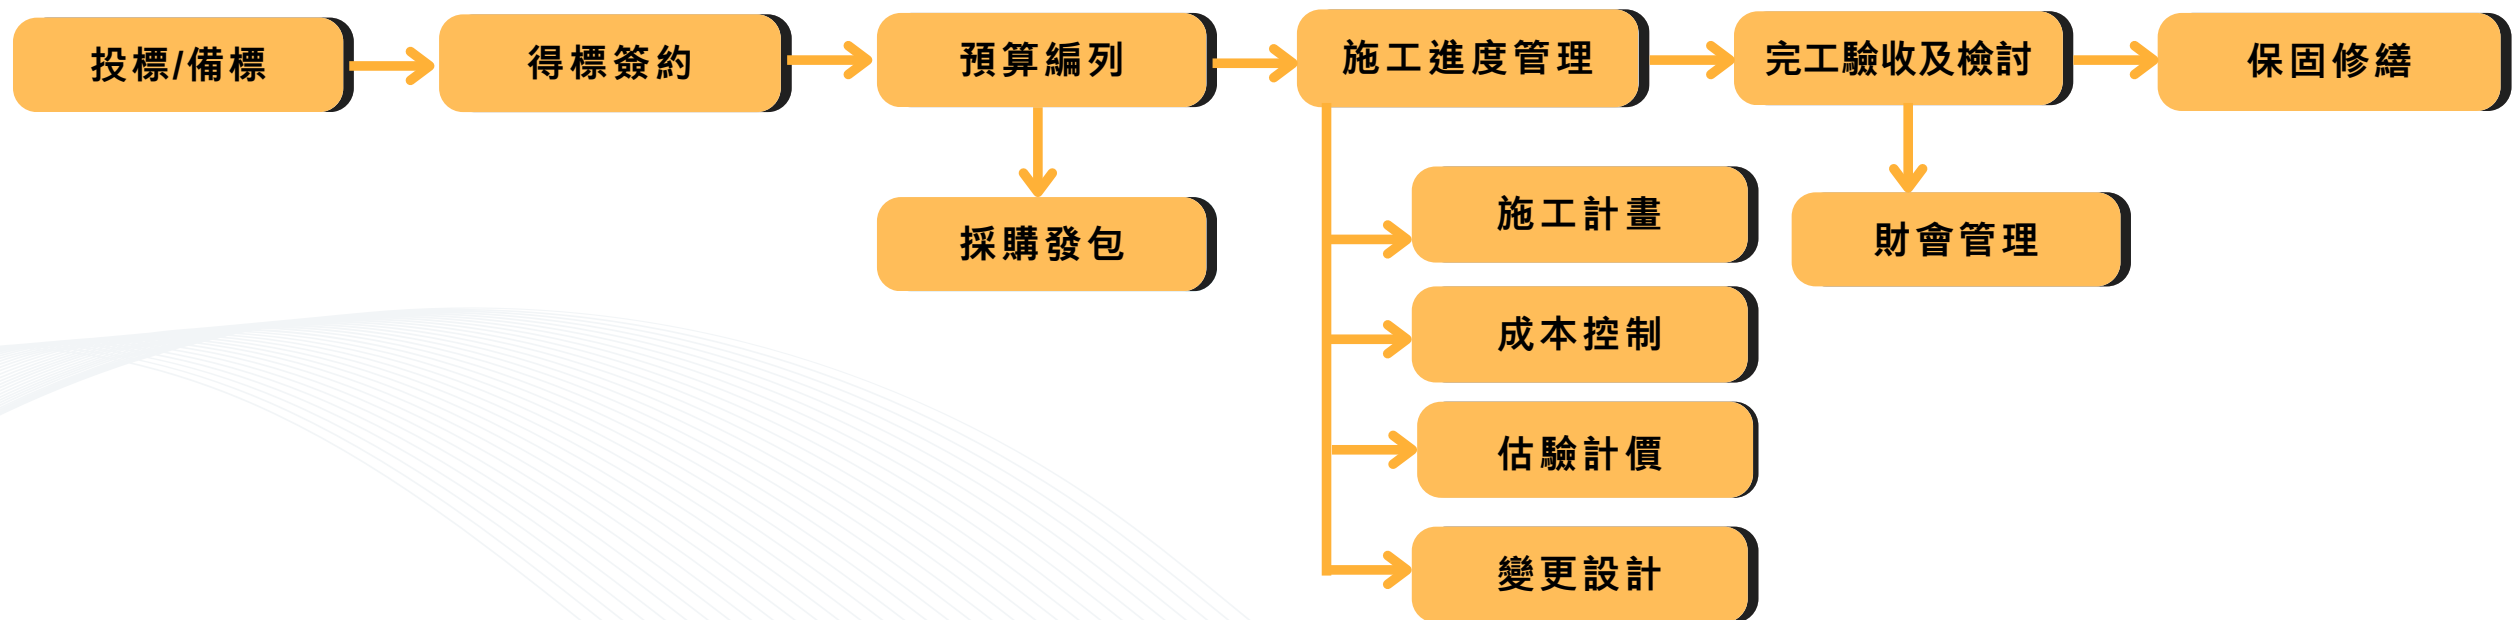 投標/備標
得標簽約
預算編列
施工進度管理
完工驗收及檢討
保固修繕
採購發包
施工計畫
財會管理
成本控制
估驗計價
變更設計